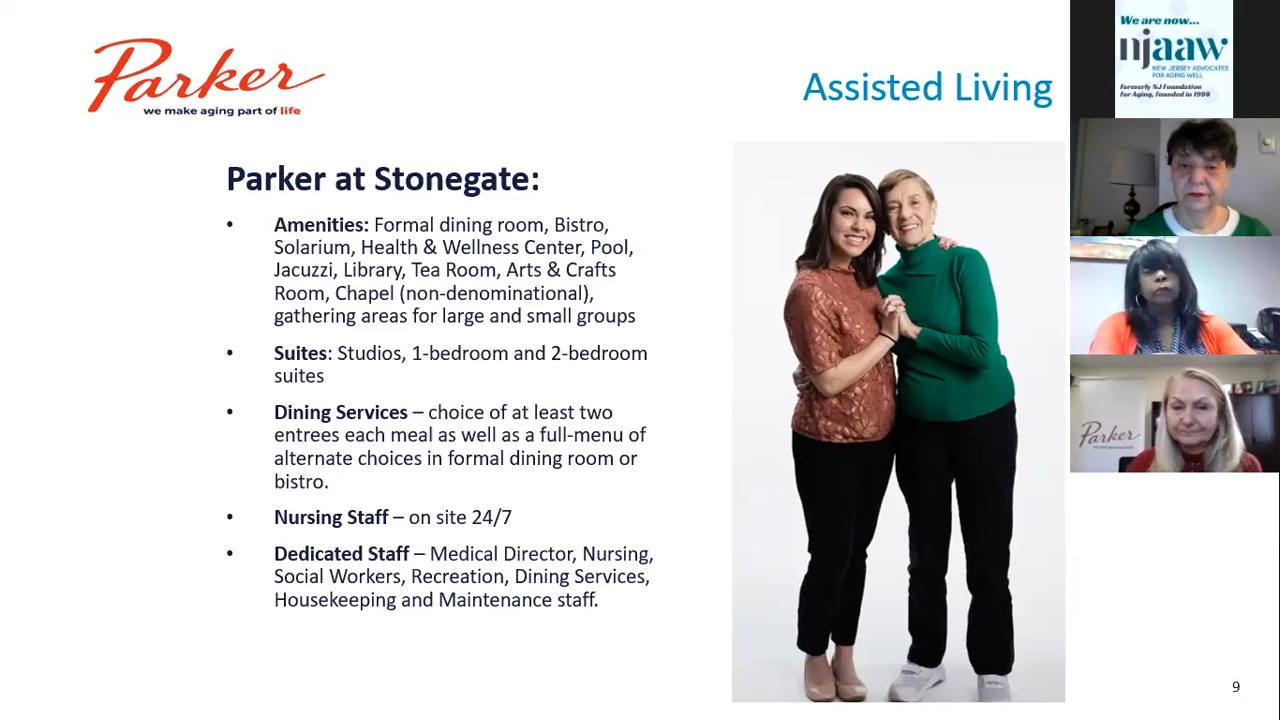 Parker
we make aging part of life
Assisted Living
Parker at Stonegate:
• Amenities: Formal dining room, Bistro,
Solarium, Health & Wellness Center, Pool,
Jacuzzi, Library, Tea Room, Arts & Crafts
Room, Chapel (non-denominational),
gathering areas for large and small groups
• Suites: Studios, 1-bedroom and 2-bedroom
suites
• Dining Services – choice of at least two
entrees each meal as well as a full-menu of
alternate choices in formal dining room or
bistro.
• Nursing Staff – on site 24/7
• Dedicated Staff – Medical Director, Nursing,
Social Workers, Recreation, Dining Services,
Housekeeping and Maintenance staff.
9
We are now...
njaaw
NEW JERSEY ADVOCATES
FOR AGING WELL
formerly NJ Foundation
for Aging, founded in 1998
Parker